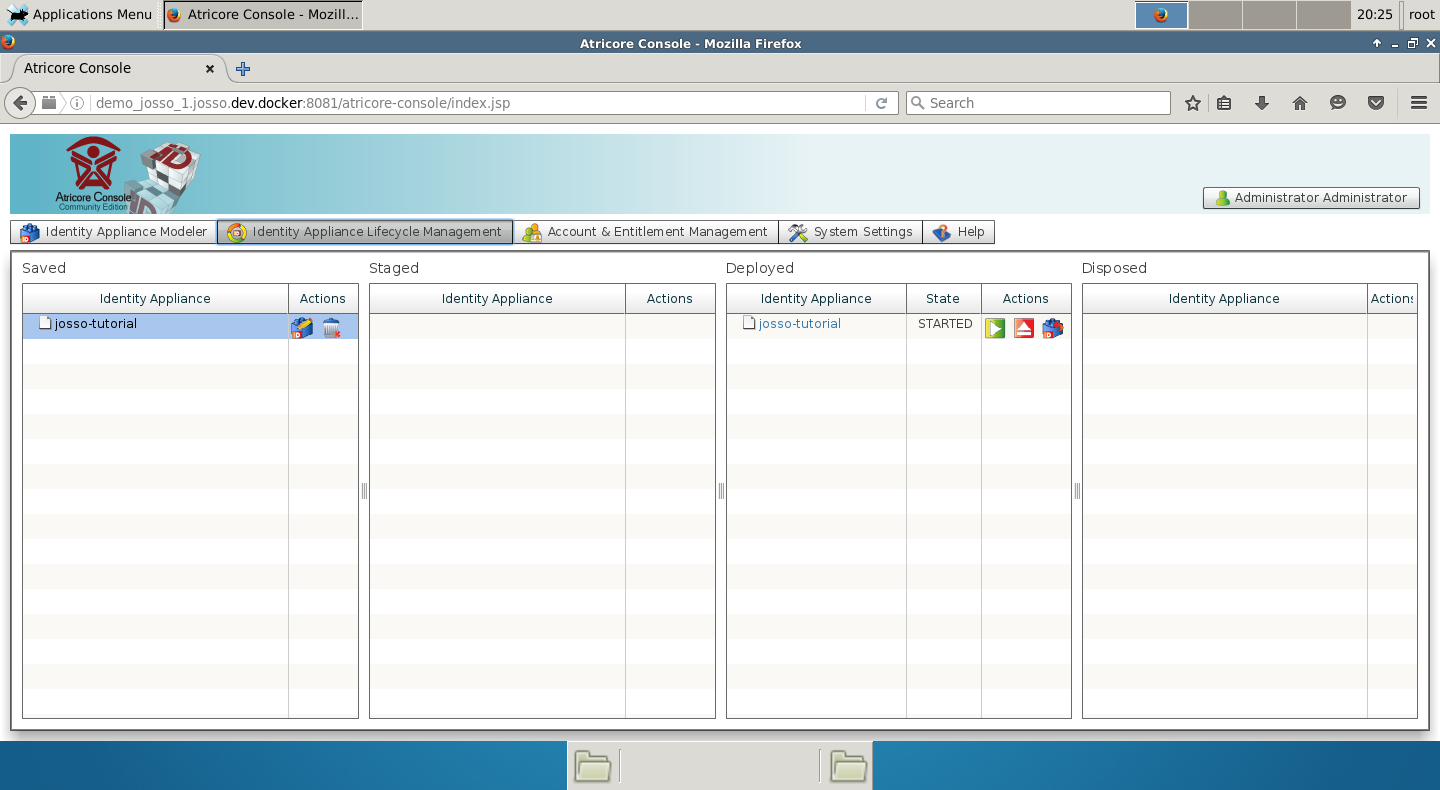 Applications Menu
Atricore Console - Mozill...
20:25
root
Atricore Console - Mozilla Firefox
Atricore Console
demo_josso_1.josso.dev.docker:8081/atricore-console/index.jsp
Search
Atricore Console
Community Edition
Administrator Administrator
Identity Appliance Modeler
Identity Appliance Lifecycle Management
Account & Entitlement Management
System Settings
Help
Saved
Staged
Deployed
Disposed
Identity Appliance
Actions
Identity Appliance
Actions
Identity Appliance
State
Actions
Identity Appliance
Actions
josso-tutorial
josso-tutorial
STARTED